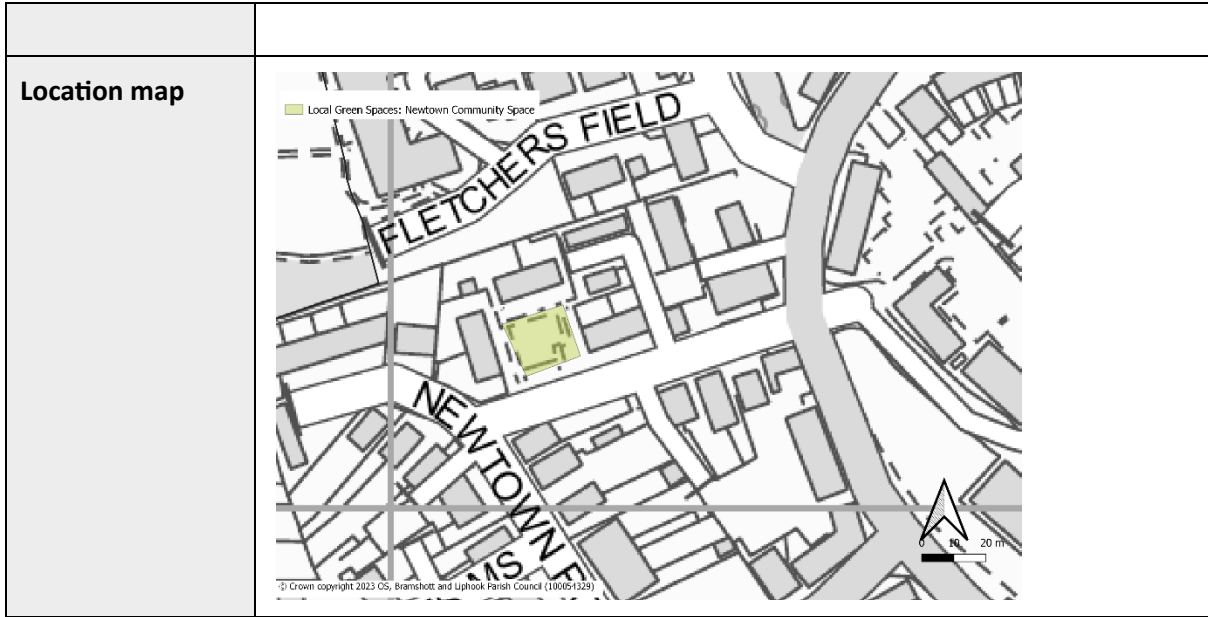 Location map
Local Green Spaces: Newtown Community Space
FLETCHERS FIELD
NEWTOWN
MS
0 10 20 m
© Crown copyright 2023 OS, Bramshott and Liphook Parish Council (100054329)